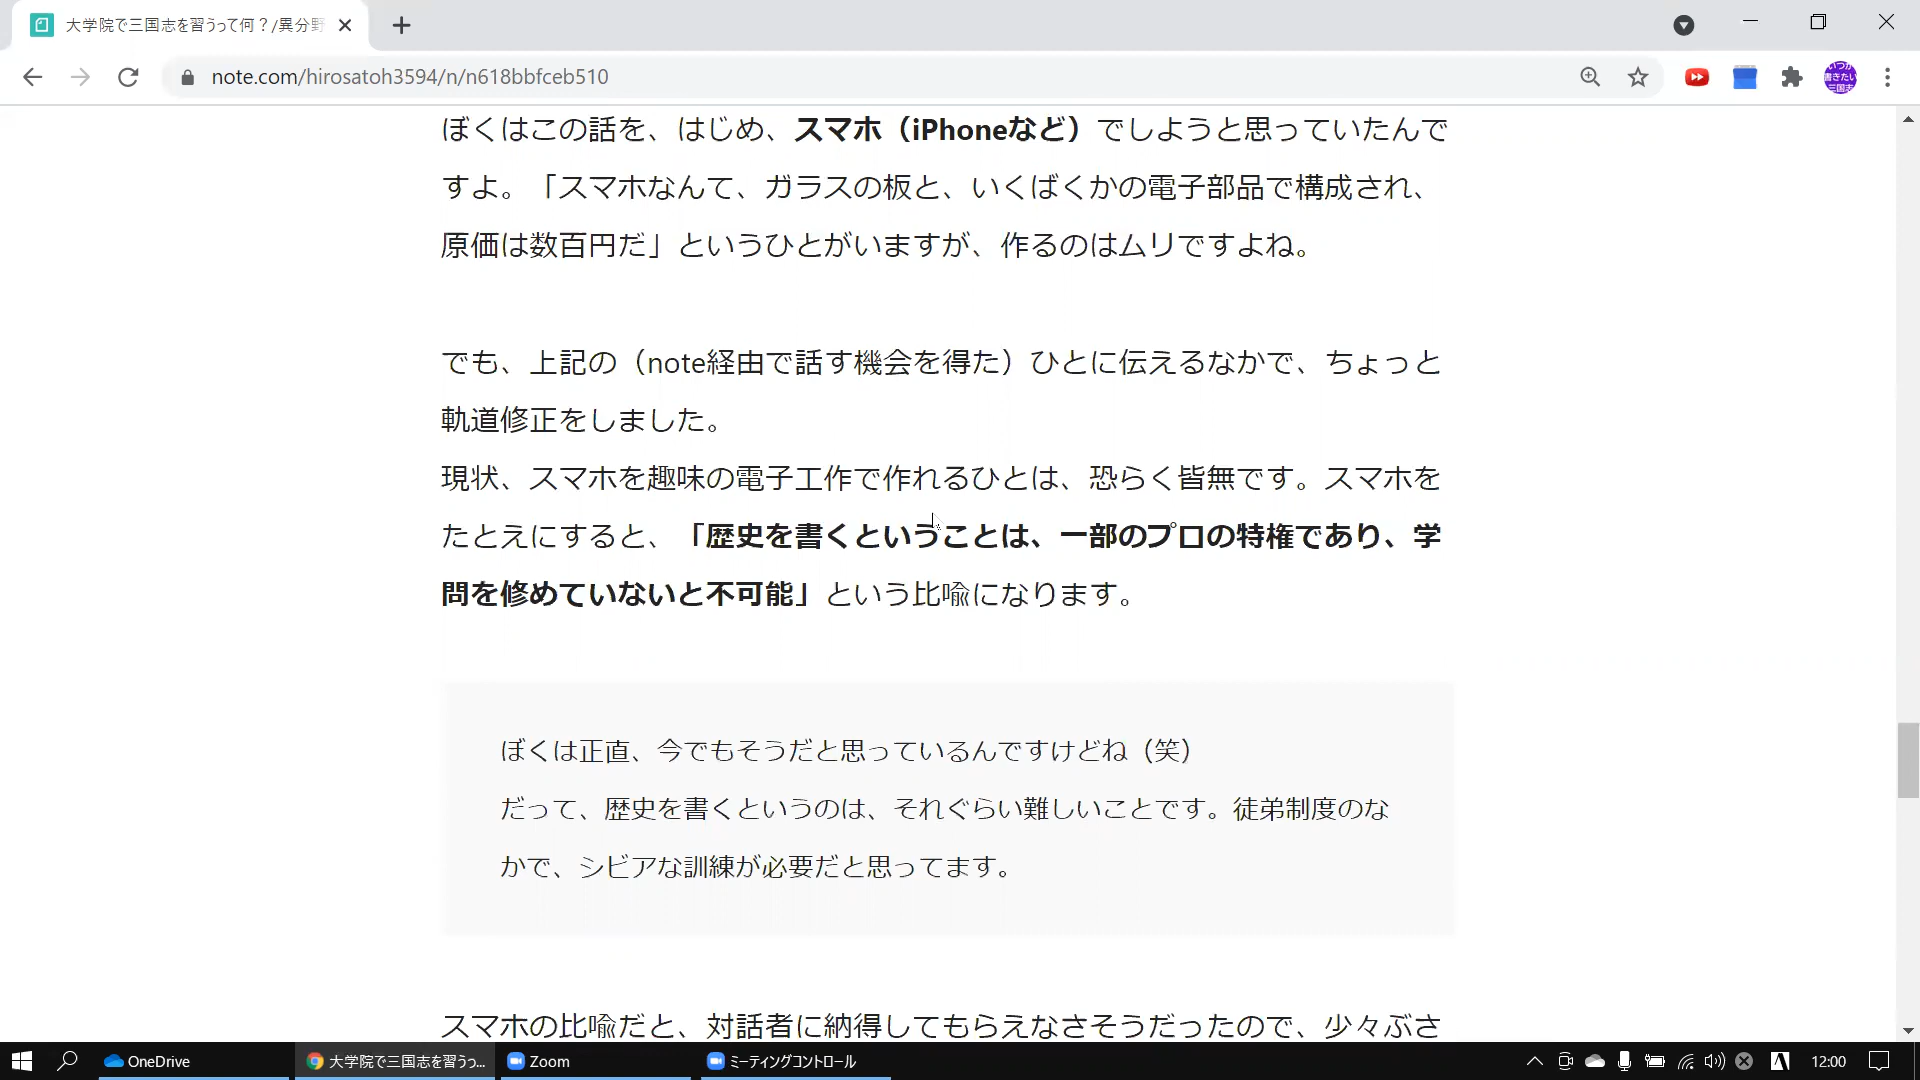 大学院で三国志を習うって何？/異分野
note.com/hirosatoh3594/n/n618bbfceb510
いつか
書きたい
三国志
ぼくはこの話を、はじめ、スマホ（iPhoneなど）でしようと思っていたんで
すよ。「スマホなんて、ガラスの板と、いくばくかの電子部品で構成され、
原価は数百円だ」というひとがいますが、作るのはムリですよね。
でも、上記の（note経由で話す機会を得た）ひとに伝えるなかで、ちょっと
軌道修正をしました。
現状、スマホを趣味の電子工作で作れるひとは、恐らく皆無です。スマホを
たとえにすると、「歴史を書くということは、一部のプロの特権であり、学
問を修めていないと不可能」という比喩になります。
ぼくは正直、今でもそうだと思っているんですけどね（笑）
だって、歴史を書くというのは、それぐらい難しいことです。徒弟制度のな
かで、シビアな訓練が必要だと思ってます。
スマホの比喩だと、対話者に納得してもらえなさそうだったので、少々ぶさ
OneDrive
大学院で三国志を習うっ...
Zoom
ミーティングコントロール
A
12:00